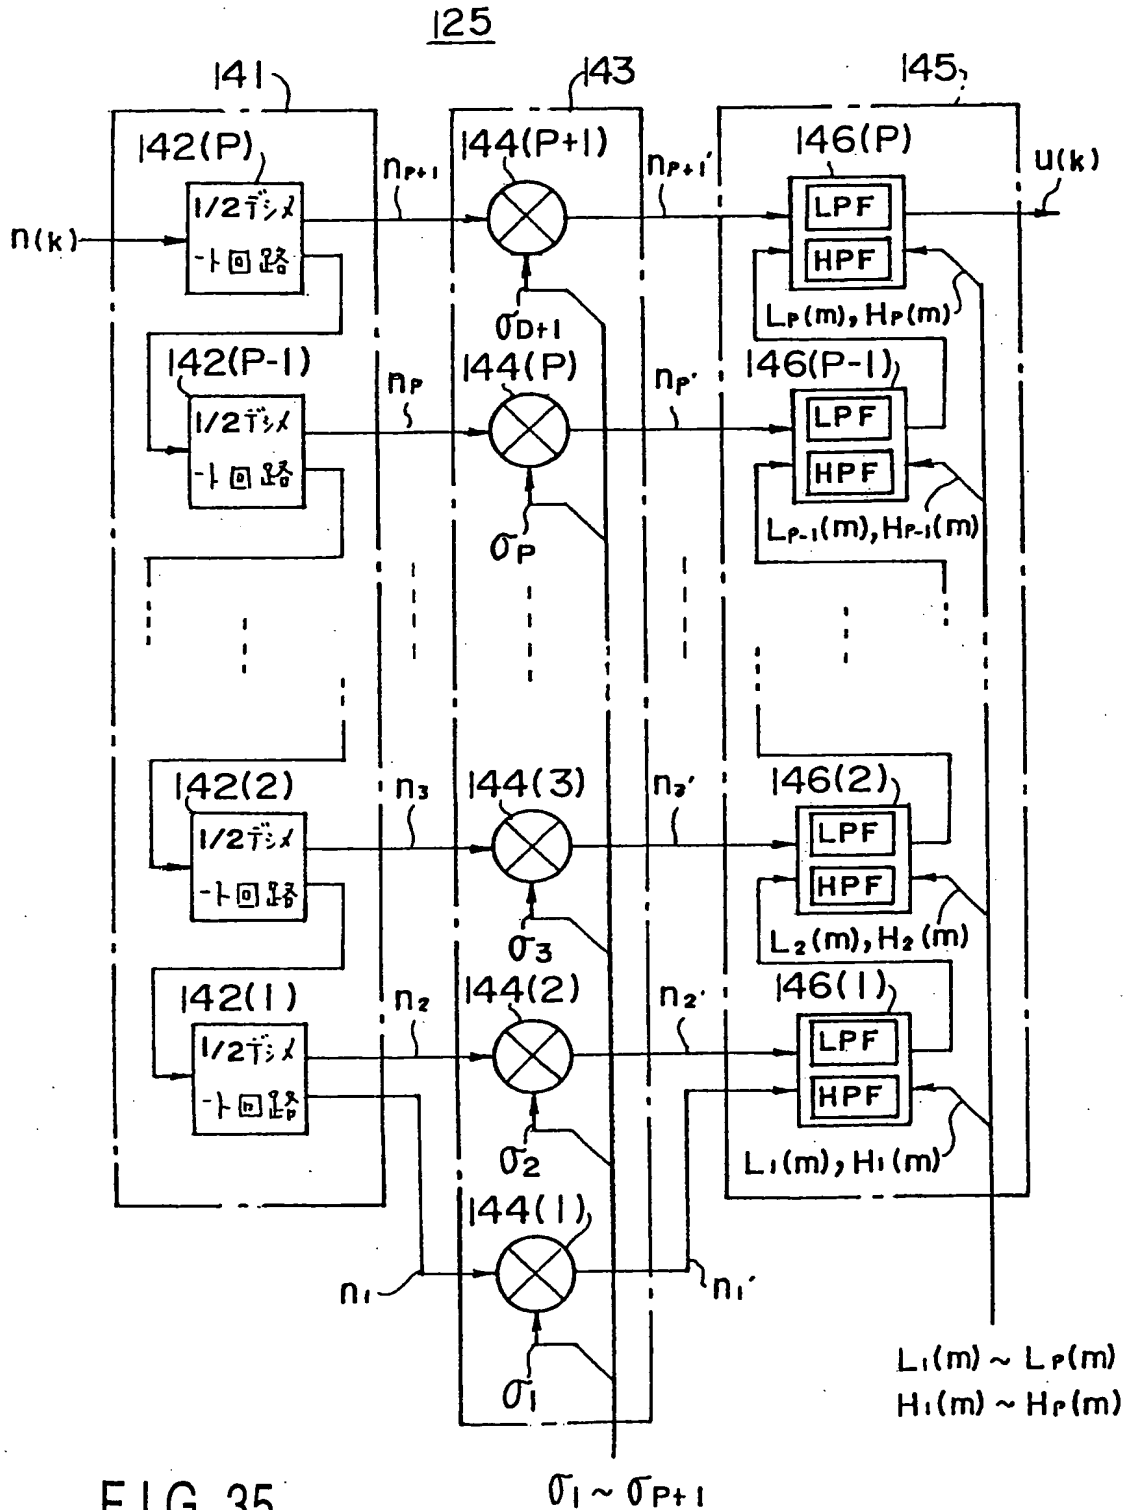 125
141
143
145
142(P)
144(P+1)
146(P)
nP+1
nP+1'
u(k)
n(k)
1/2デシメ
ート回路
LPF
HPF
σD+1
LP(m), HP(m)
142(P-1)
144(P)
146(P-1)
nP
nP'
1/2デシメ
ート回路
LPF
HPF
σP
LP-1(m), HP-1(m)
142(2)
144(3)
146(2)
n3
n3'
1/2デシメ
ート回路
LPF
HPF
σ3
L2(m), H2(m)
142(1)
144(2)
146(1)
n2
n2'
1/2デシメ
ート回路
LPF
HPF
σ2
L1(m), H1(m)
144(1)
n1
n1'
σ1
L1(m) ~ LP(m)
H1(m) ~ HP(m)
σ1 ~ σP+1
FIG. 35